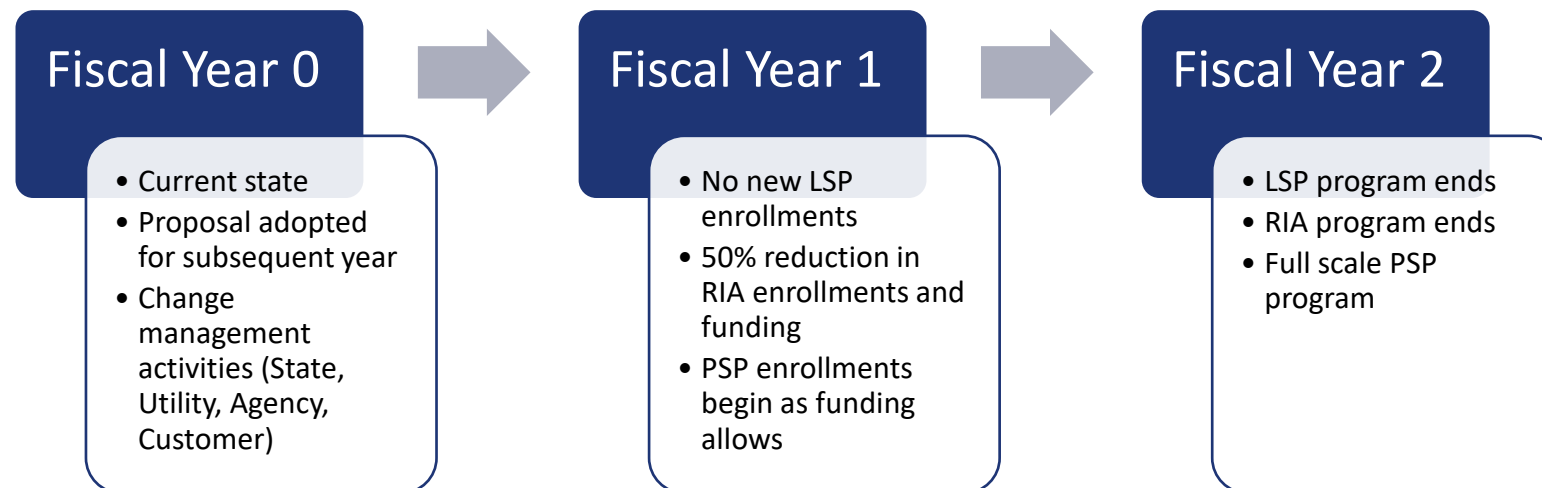 Fiscal Year 0
• Current state
• Proposal adopted
for subsequent year
• Change
management
activities (State,
Utility, Agency,
Customer)
Fiscal Year 1
• No new LSP
enrollments
• 50% reduction in
RIA enrollments and
funding
• PSP enrollments
begin as funding
allows
Fiscal Year 2
• LSP program ends
• RIA program ends
• Full scale PSP
program